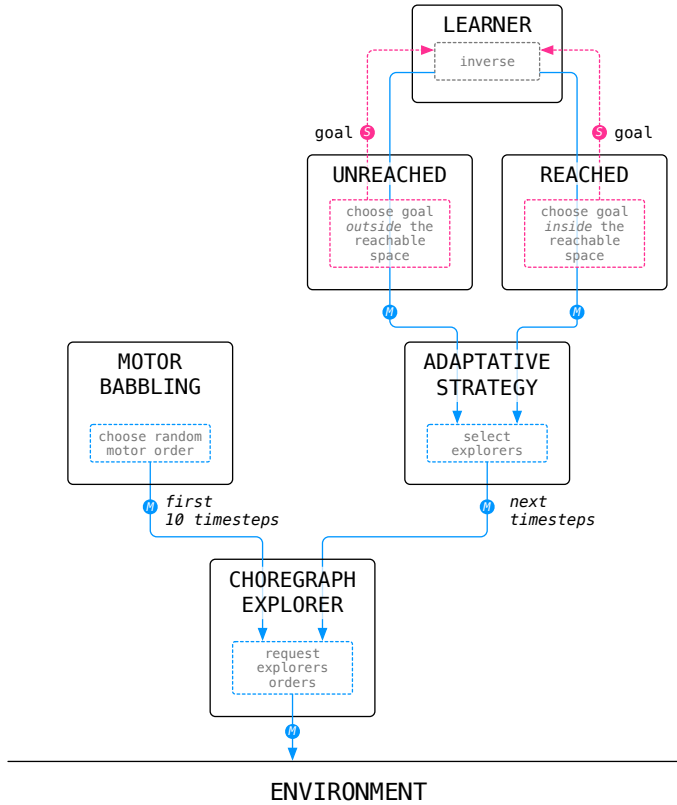 LEARNER
inverse
goal
S
S
goal
UNREACHED
choose goal
outside the
reachable
space
REACHED
choose goal
inside the
reachable
space
M
M
MOTOR
BABBLING
choose random
motor order
ADAPTATIVE
STRATEGY
select
explorers
M
first
10 timesteps
M
next
timesteps
CHOREGRAPH
EXPLORER
request
explorers
orders
M
ENVIRONMENT